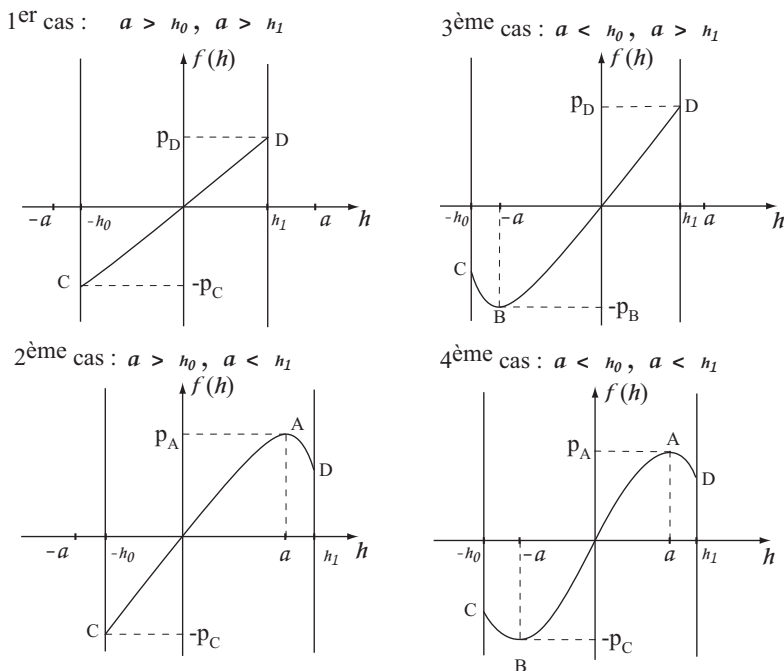 1er cas : a > h0 , a > h1
f (h)
pD
D
-a
-h0
h1
a
h
C
-pC
3ème cas : a < h0 , a > h1
f (h)
pD
D
-h0
-a
h1
a
h
C
B
-pB
2ème cas : a > h0 , a < h1
f (h)
pA
A
D
-a
-h0
a
h1
h
C
-pC
4ème cas : a < h0 , a < h1
f (h)
pA
A
D
-h0
-a
a
h1
h
C
-pC
B